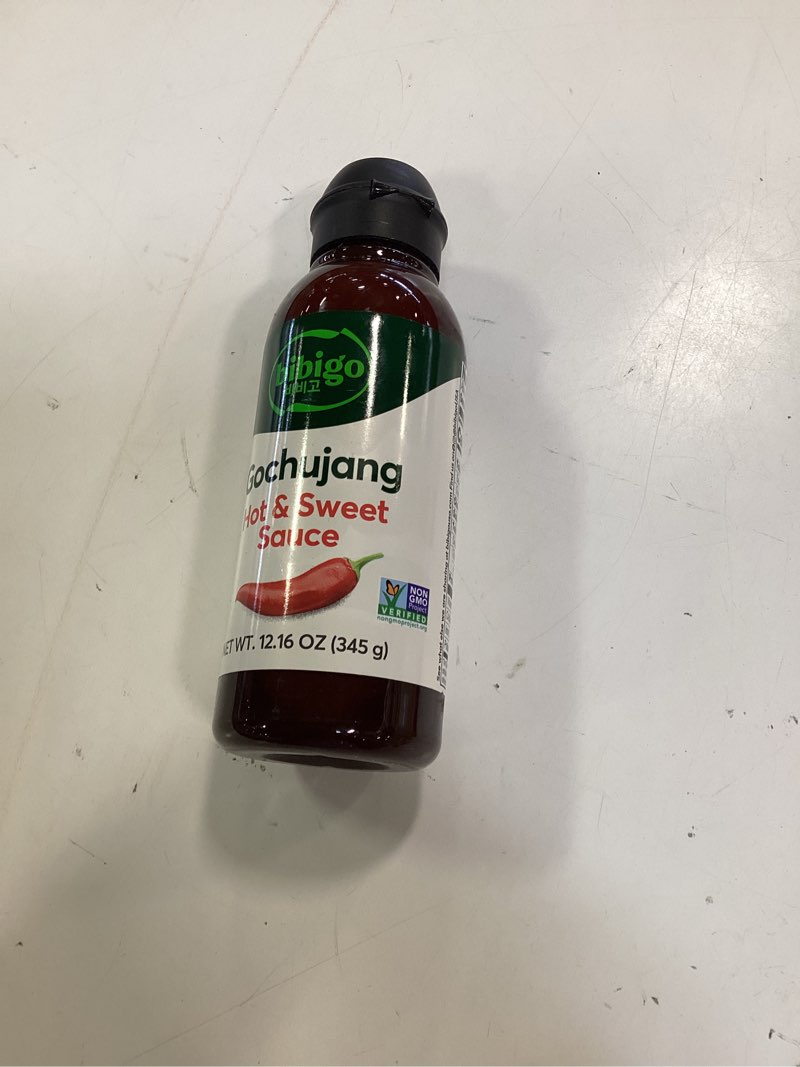 bibigo
비비고
Gochujang
Hot & Sweet
Sauce
NON
GMO
Project
VERIFIED
nongmoproject.org
NET WT. 12.16 OZ (345 g)